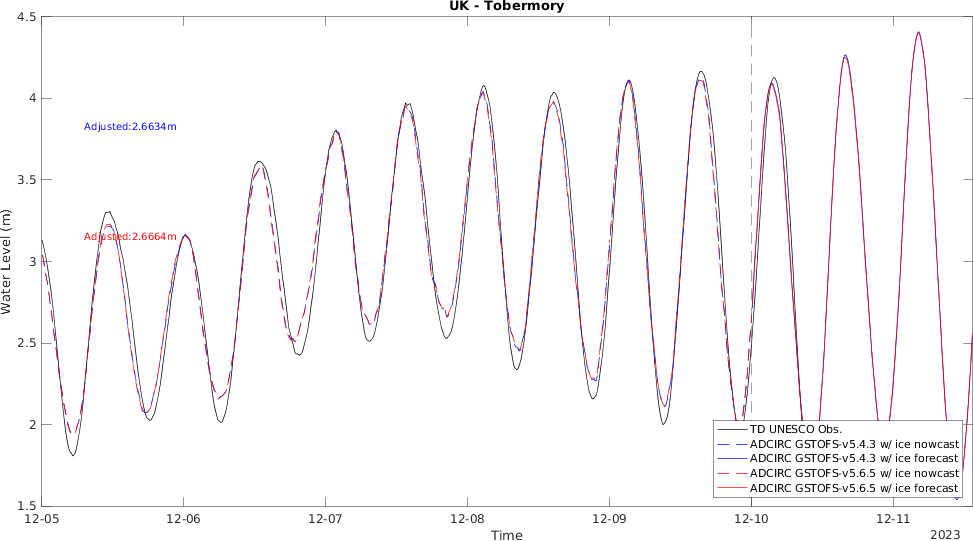 UK - Tobermory
4.5
4
3.5
3
2.5
2
1.5
Water Level (m)
Adjusted:2.6634m
Adjusted:2.6664m
TD UNESCO Obs.
ADCIRC GSTOFS-v5.4.3 w/ ice nowcast
ADCIRC GSTOFS-v5.4.3 w/ ice forecast
ADCIRC GSTOFS-v5.6.5 w/ ice nowcast
ADCIRC GSTOFS-v5.6.5 w/ ice forecast
12-05 12-06 12-07 12-08 12-09 12-10 12-11
Time
2023